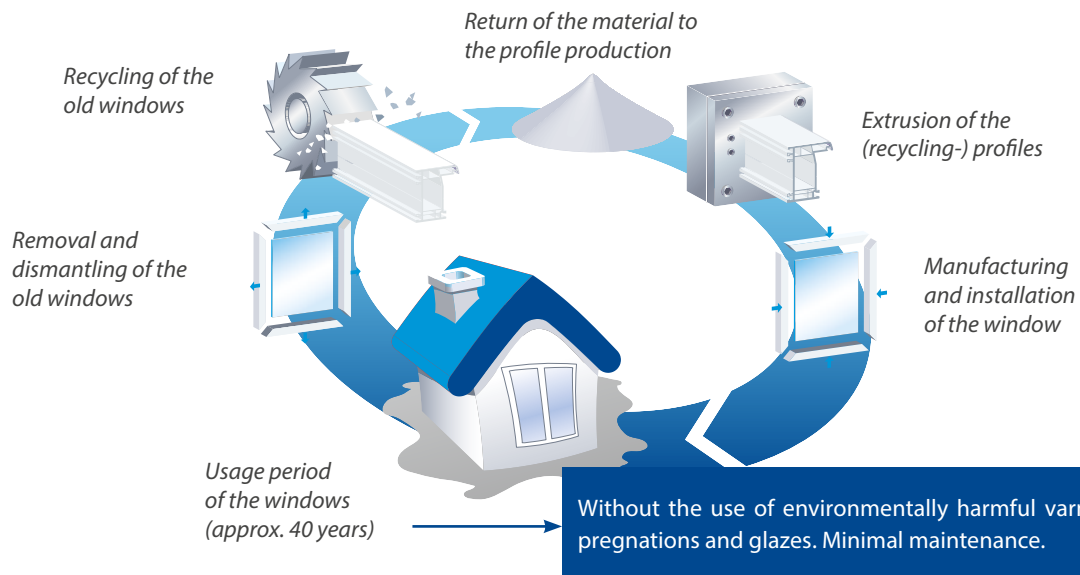 Return of the material to
the profile production
Recycling of the
old windows
Extrusion of the
(recycling-) profiles
Removal and
dismantling of the
old windows
Manufacturing
and installation
of the window
Usage period
of the windows
(approx. 40 years)
Without the use of environmentally harmful
pregnations and glazes. Minimal maintenance.